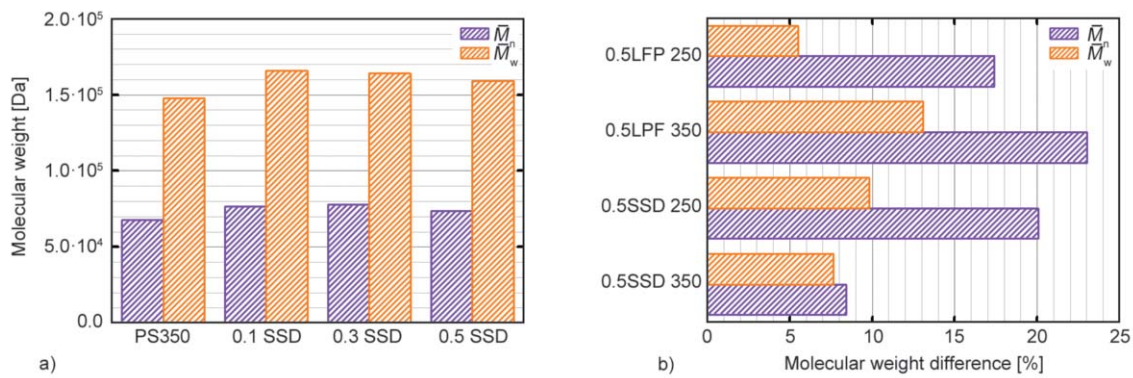 Molecular weight [Da]
2.0·10⁵
1.5·10⁵
1.0·10⁵
5.0·10⁴
0.0
M̄n
M̄w
PS350
0.1 SSD
0.3 SSD
0.5 SSD
a)
0.5LFP 250
0.5LPF 350
0.5SSD 250
0.5SSD 350
M̄n
M̄w
0 5 10 15 20 25
Molecular weight difference [%]
b)